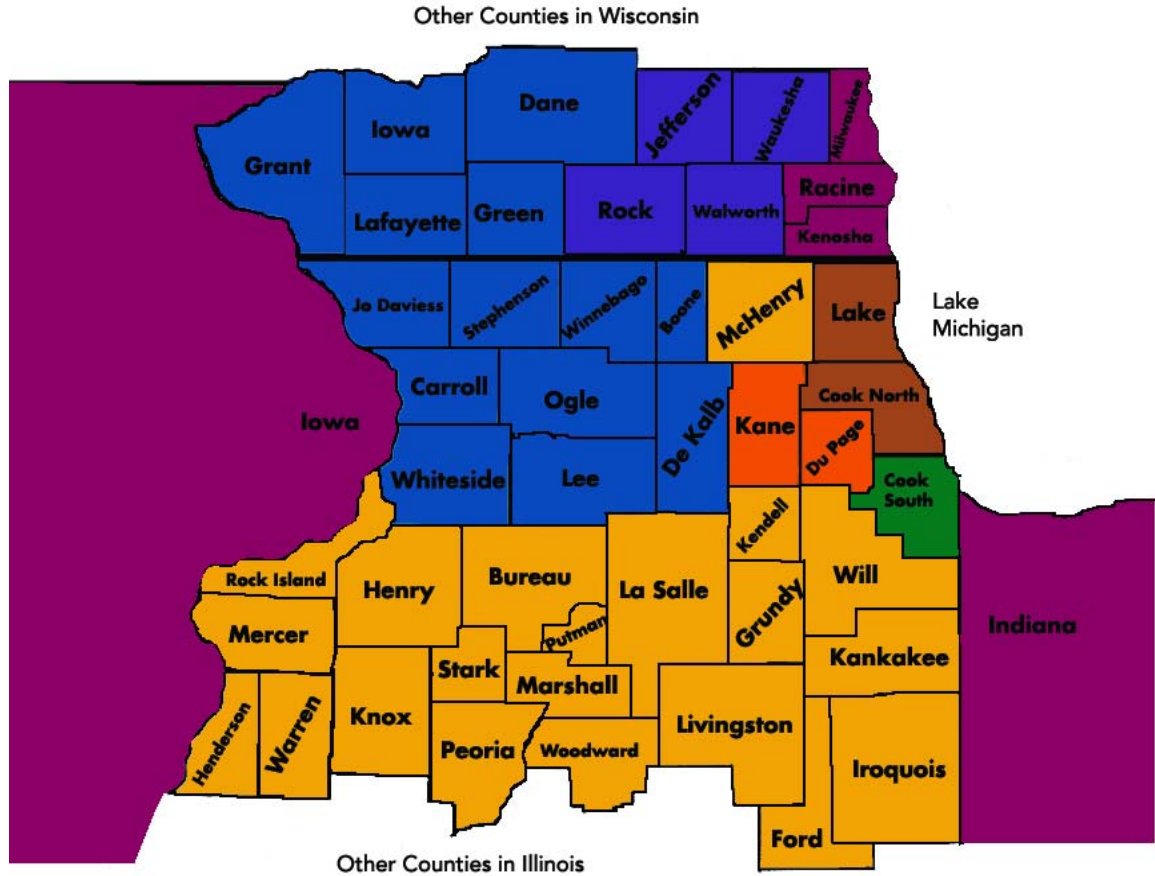 Other Counties in Wisconsin
Dane
Jefferson
Waukesha
Milwaukee
Iowa
Grant
Racine
Lafayette
Green
Rock
Walworth
Kenosha
Jo Daviess
Stephenson
Winnebago
Boone
McHenry
Lake
Lake
Michigan
Carroll
Ogle
De Kalb
Kane
Cook North
Iowa
Du Page
Whiteside
Lee
Cook
South
Kendell
Rock Island
Henry
Bureau
La Salle
Grundy
Will
Mercer
Putman
Indiana
Stark
Marshall
Kankakee
Henderson
Warren
Knox
Peoria
Woodward
Livingston
Iroquois
Ford
Other Counties in Illinois